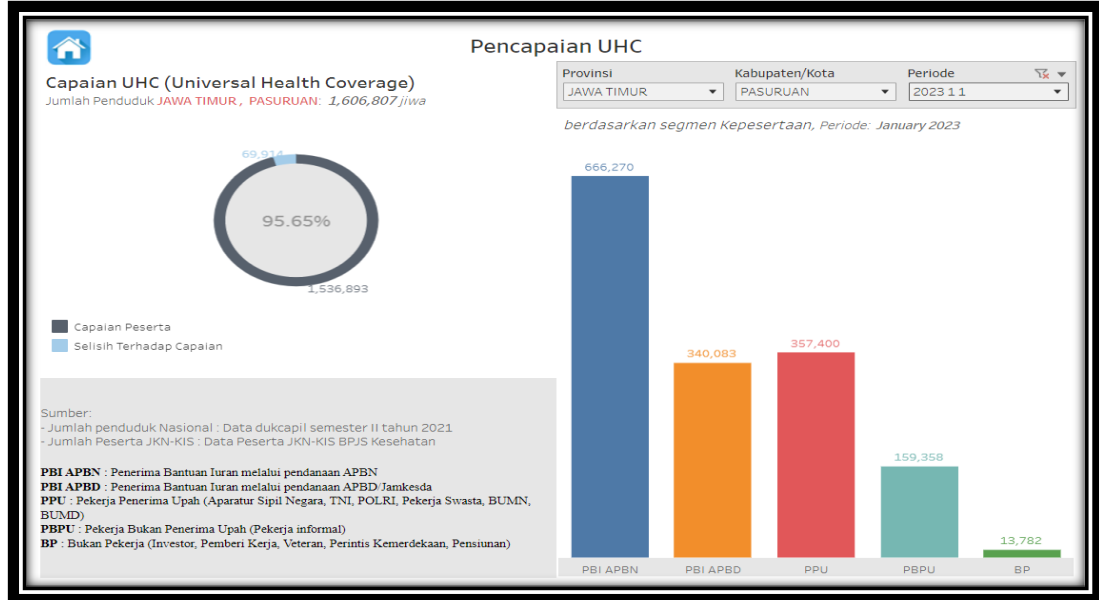 Pencapaian UHC
Capaian UHC (Universal Health Coverage)
Jumlah Penduduk JAWA TIMUR, PASURUAN: 1,606,807 jiwa
Provinsi
Kabupaten/Kota
Periode
JAWA TIMUR
PASURUAN
2023 1 1
berdasarkan segmen Kepesertaan, Periode: January 2023
69,914
95.65%
1,536,893
Capaian Peserta
Selisih Terhadap Capaian
Sumber:
- Jumlah penduduk Nasional : Data dukcapil semester II tahun 2021
- Jumlah Peserta JKN-KIS : Data Peserta JKN-KIS BPJS Kesehatan
PBI APBN : Penerima Bantuan Iuran melalui pendanaan APBN
PBI APBD : Penerima Bantuan Iuran melalui pendanaan APBD/Jamkesda
PPU : Pekerja Penerima Upah (Aparatur Sipil Negara, TNI, POLRI, Pekerja Swasta, BUMN,
BUMD)
PBPU : Pekerja Bukan Penerima Upah (Pekerja informal)
BP : Bukan Pekerja (Investor, Pemberi Kerja, Veteran, Perintis Kemerdekaan, Pensiunan)
666,270
340,083
357,400
159,358
13,782
PBI APBN
PBI APBD
PPU
PBPU
BP